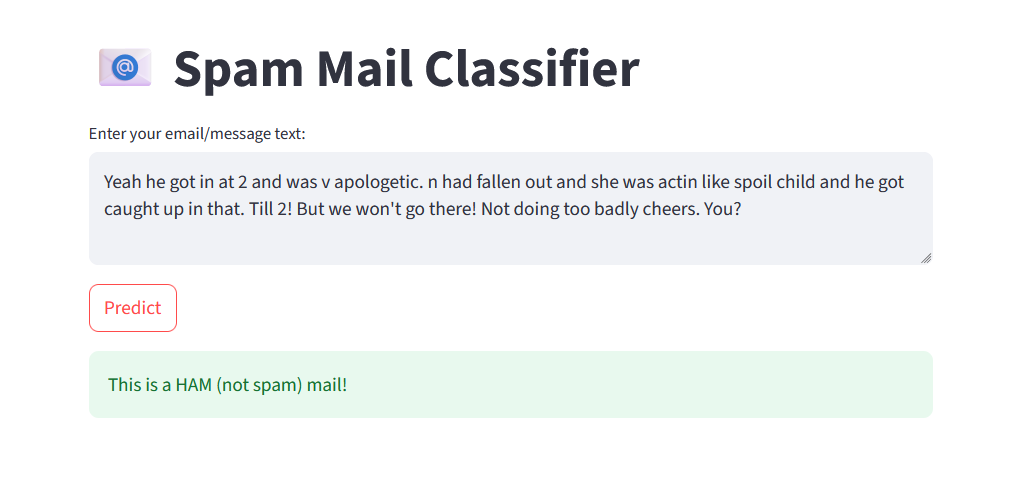 Spam Mail Classifier
Enter your email/message text:
Yeah he got in at 2 and was v apologetic. n had fallen out and she was actin like spoil child and he got
caught up in that. Till 2! But we won't go there! Not doing too badly cheers. You?
Predict
This is a HAM (not spam) mail!